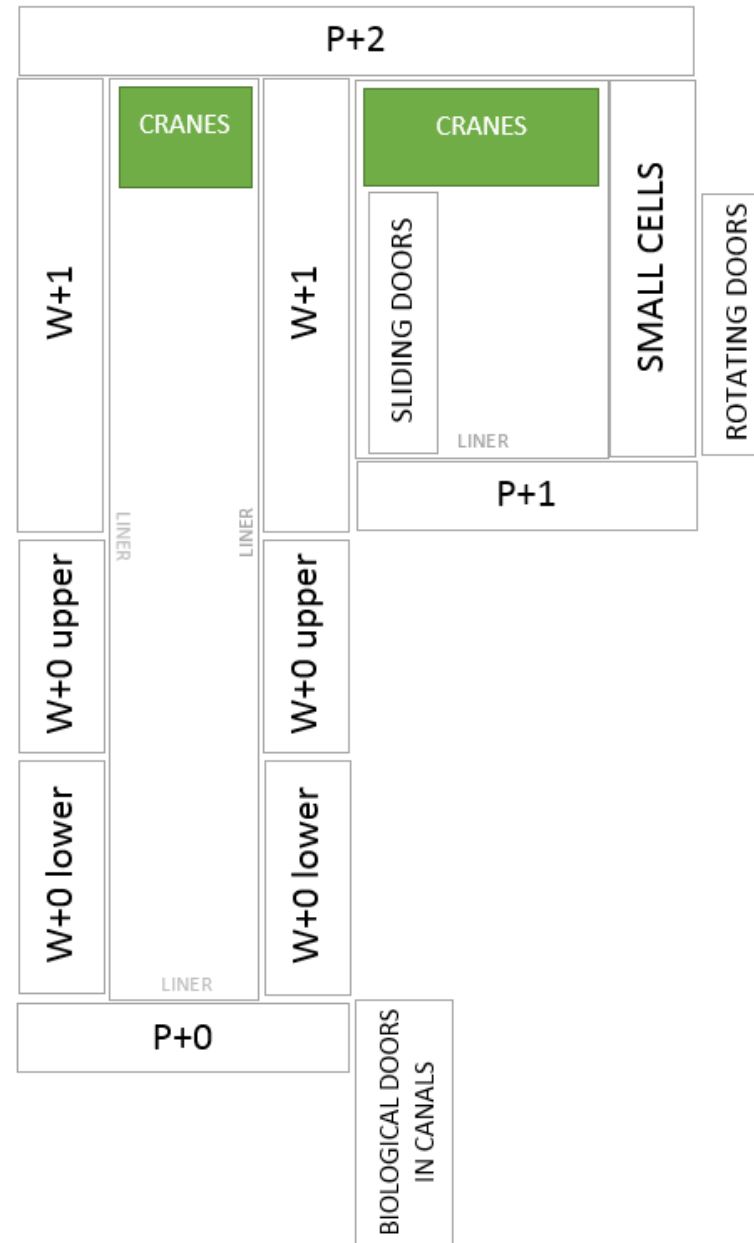 P+2
CRANES
CRANES
W+1
W+1
SLIDING DOORS
SMALL CELLS
ROTATING DOORS
LINER
P+1
LINER
LINER
W+0 upper
W+0 upper
W+0 lower
W+0 lower
LINER
P+0
BIOLOGICAL DOORS
IN CANALS